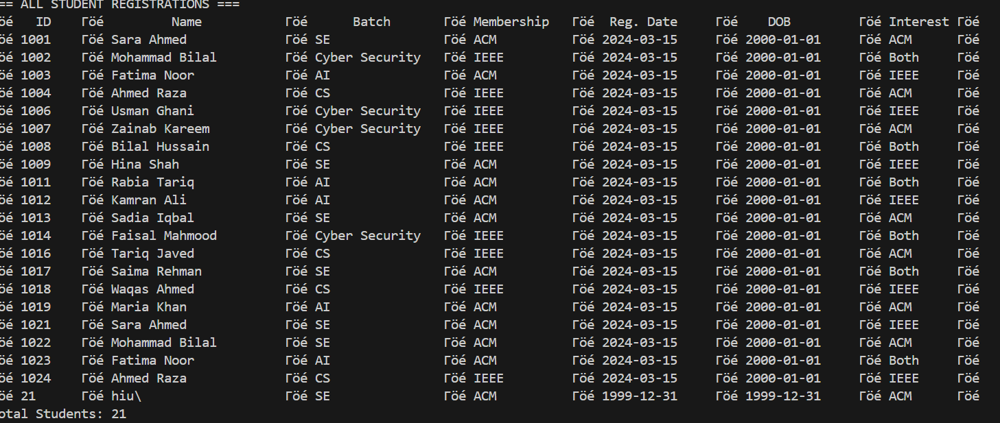 == ALL STUDENT REGISTRATIONS ===
öé ID Γöé Name Γöé Batch Γöé Membership Γöé Reg. Date Γöé DOB Γöé Interest Γöé
öé 1001 Γöé Sara Ahmed Γöé SE Γöé ACM Γöé 2024-03-15 Γöé 2000-01-01 Γöé ACM Γöé
öé 1002 Γöé Mohammad Bilal Γöé Cyber Security Γöé IEEE Γöé 2024-03-15 Γöé 2000-01-01 Γöé Both Γöé
öé 1003 Γöé Fatima Noor Γöé AI Γöé ACM Γöé 2024-03-15 Γöé 2000-01-01 Γöé IEEE Γöé
öé 1004 Γöé Ahmed Raza Γöé CS Γöé IEEE Γöé 2024-03-15 Γöé 2000-01-01 Γöé ACM Γöé
öé 1006 Γöé Usman Ghani Γöé Cyber Security Γöé IEEE Γöé 2024-03-15 Γöé 2000-01-01 Γöé IEEE Γöé
öé 1007 Γöé Zainab Kareem Γöé Cyber Security Γöé IEEE Γöé 2024-03-15 Γöé 2000-01-01 Γöé ACM Γöé
öé 1008 Γöé Bilal Hussain Γöé CS Γöé IEEE Γöé 2024-03-15 Γöé 2000-01-01 Γöé Both Γöé
öé 1009 Γöé Hina Shah Γöé SE Γöé ACM Γöé 2024-03-15 Γöé 2000-01-01 Γöé IEEE Γöé
öé 1011 Γöé Rabia Tariq Γöé AI Γöé ACM Γöé 2024-03-15 Γöé 2000-01-01 Γöé Both Γöé
öé 1012 Γöé Kamran Ali Γöé AI Γöé ACM Γöé 2024-03-15 Γöé 2000-01-01 Γöé IEEE Γöé
öé 1013 Γöé Sadia Iqbal Γöé SE Γöé ACM Γöé 2024-03-15 Γöé 2000-01-01 Γöé ACM Γöé
öé 1014 Γöé Faisal Mahmood Γöé Cyber Security Γöé IEEE Γöé 2024-03-15 Γöé 2000-01-01 Γöé Both Γöé
öé 1016 Γöé Tariq Javed Γöé CS Γöé IEEE Γöé 2024-03-15 Γöé 2000-01-01 Γöé ACM Γöé
öé 1017 Γöé Saima Rehman Γöé SE Γöé ACM Γöé 2024-03-15 Γöé 2000-01-01 Γöé Both Γöé
öé 1018 Γöé Waqas Ahmed Γöé CS Γöé IEEE Γöé 2024-03-15 Γöé 2000-01-01 Γöé IEEE Γöé
öé 1019 Γöé Maria Khan Γöé AI Γöé ACM Γöé 2024-03-15 Γöé 2000-01-01 Γöé ACM Γöé
öé 1021 Γöé Sara Ahmed Γöé SE Γöé ACM Γöé 2024-03-15 Γöé 2000-01-01 Γöé IEEE Γöé
öé 1022 Γöé Mohammad Bilal Γöé SE Γöé ACM Γöé 2024-03-15 Γöé 2000-01-01 Γöé ACM Γöé
öé 1023 Γöé Fatima Noor Γöé AI Γöé ACM Γöé 2024-03-15 Γöé 2000-01-01 Γöé Both Γöé
öé 1024 Γöé Ahmed Raza Γöé CS Γöé IEEE Γöé 2024-03-15 Γöé 2000-01-01 Γöé IEEE Γöé
öé 21 Γöé hiu\ Γöé SE Γöé ACM Γöé 1999-12-31 Γöé 1999-12-31 Γöé ACM Γöé
otal Students: 21